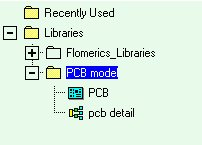 Recently Used
Libraries
Flomerics_Libraries
PCB model
PCB
pcb detail